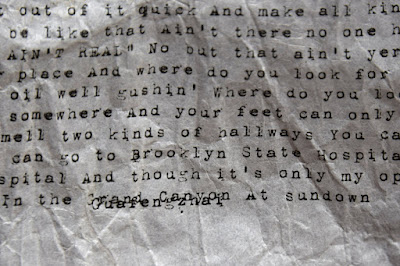 out of it quick And make all kin
be like that Ain't there no one h
AIN'T REAL" No but that ain't yer
place And where do you look for
oil well gushin' Where do you loo
somewhere And your feet can only
mell two kinds of hallways You ca
can go to Brooklyn State Hospita
spital And though it's only my op
In the Grand Canyon At sundown
Guafengzhai